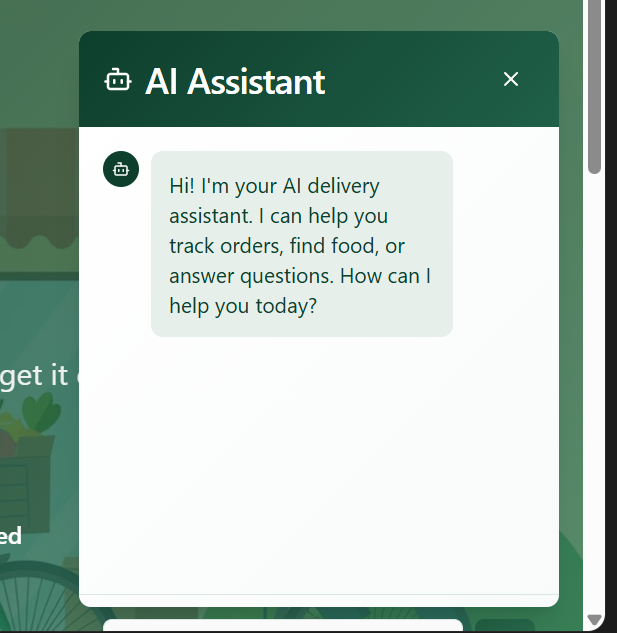 AI Assistant
Hi! I'm your AI delivery
assistant. I can help you
track orders, find food, or
answer questions. How can I
help you today?
get it
ed